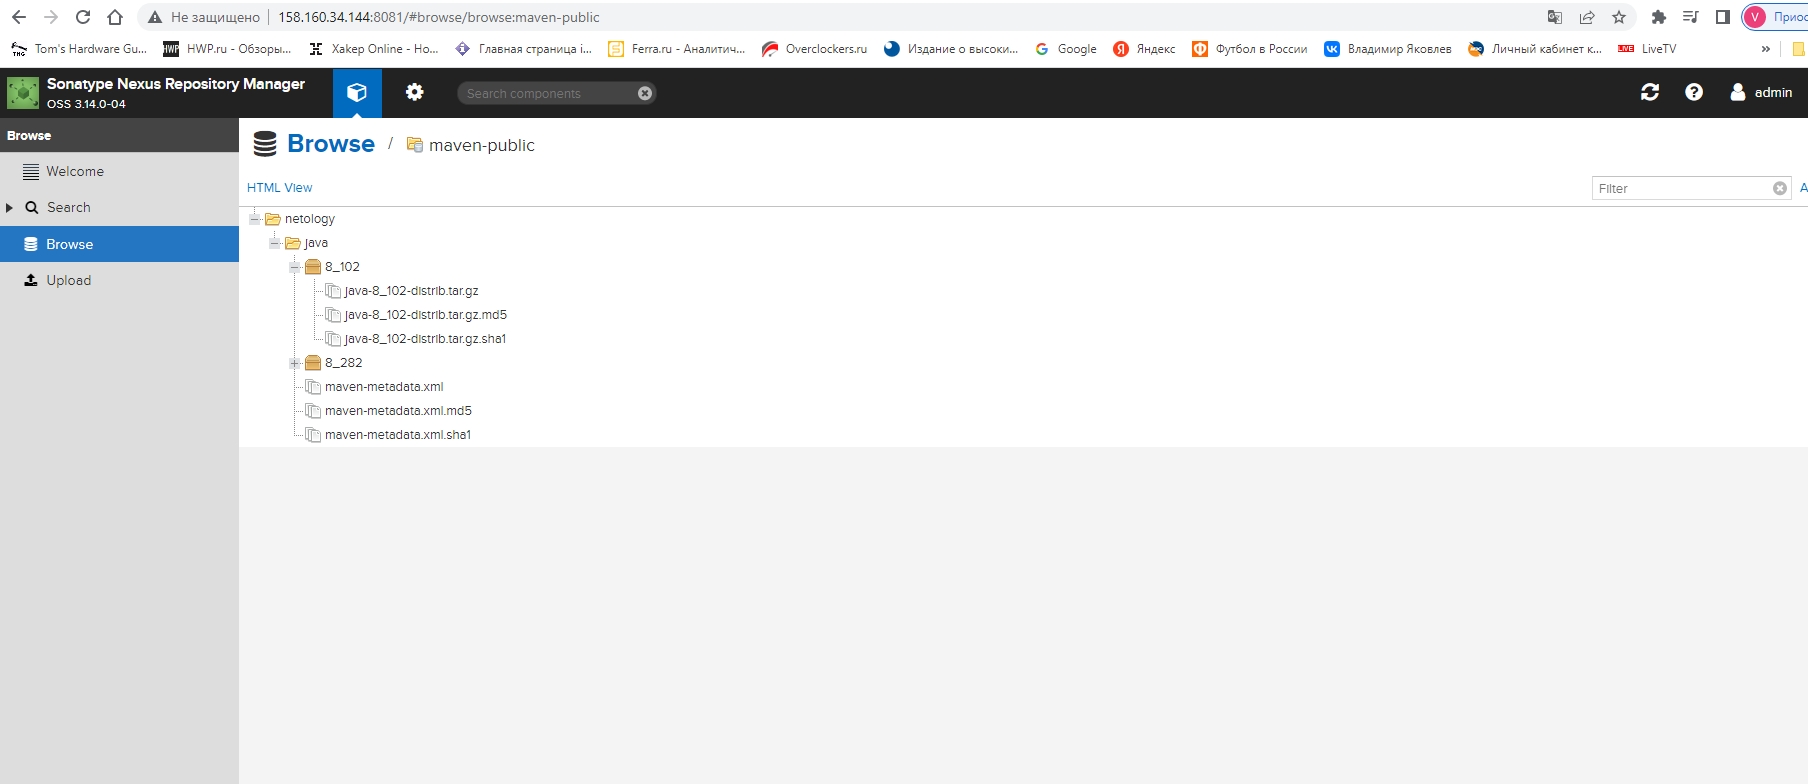 Не защищено 158.160.34.144:8081/#browse/browse:maven-public Приос
Tom's Hardware Gu... HWP.ru - Обзоры... Хакер Online - Но... Главная страница i... Ferra.ru - Аналитич... Overclockers.ru Издание о высоки... Google Яндекс Футбол в России Владимир Яковлев Личный кабинет к... LiveTV »
Sonatype Nexus Repository Manager
OSS 3.14.0-04
Search components
admin
Browse
Welcome
Search
Browse
Upload
Browse / maven-public
HTML View
Filter
A
netology
java
8_102
java-8_102-distrib.tar.gz
java-8_102-distrib.tar.gz.md5
java-8_102-distrib.tar.gz.sha1
8_282
maven-metadata.xml
maven-metadata.xml.md5
maven-metadata.xml.sha1